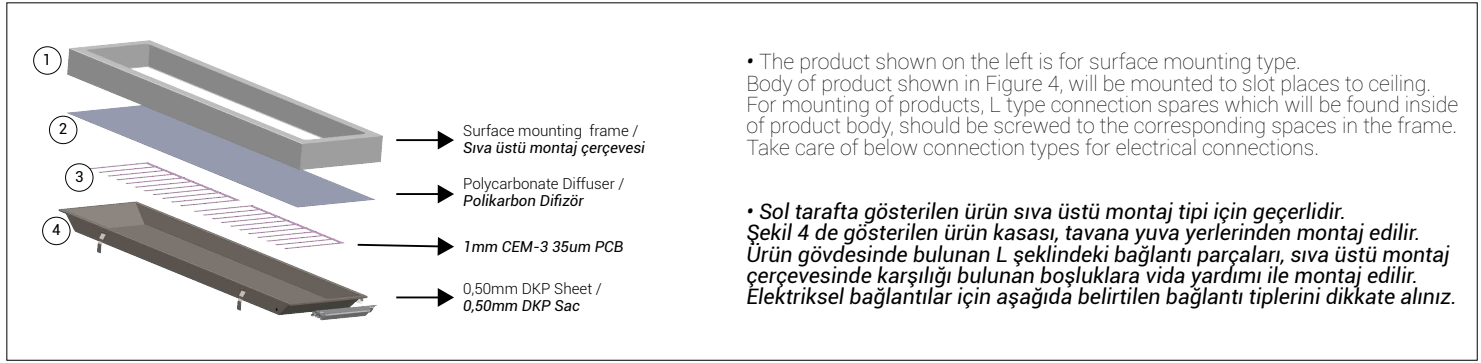 1
2
3
4
Surface mounting frame /
Sıva üstü montaj çerçevesi
Polycarbonate Diffuser /
Polikarbon Difizör
1mm CEM-3 35um PCB
0,50mm DKP Sheet /
0,50mm DKP Sac
• The product shown on the left is for surface mounting type.
Body of product shown in Figure 4, will be mounted to slot places to ceiling.
For mounting of products, L type connection spares which will be found inside
of product body, should be screwed to the corresponding spaces in the frame.
Take care of below connection types for electrical connections.
• Sol tarafta gösterilen ürün sıva üstü montaj tipi için geçerlidir.
Şekil 4 de gösterilen ürün kasası, tavana yuva yerlerinden montaj edilir.
Ürün gövdesinde bulunan L şeklindeki bağlantı parçaları, sıva üstü montaj
çerçevesinde karşılığı bulunan boşluklara vida yardımı ile montaj edilir.
Elektriksel bağlantılar için aşağıda belirtilen bağlantı tiplerini dikkate alınız.